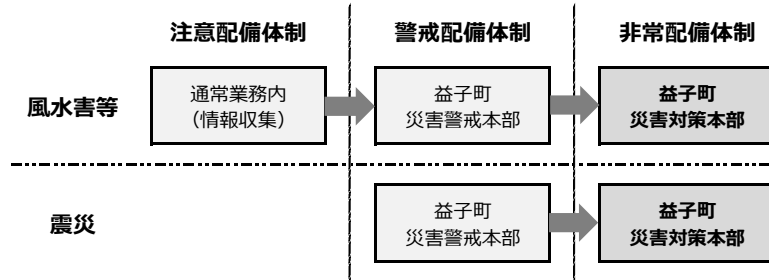 注意配備体制
警戒配備体制
非常配備体制
風水害等
通常業務内
（情報収集）
益子町
災害警戒本部
益子町
災害対策本部
震災
益子町
災害警戒本部
益子町
災害対策本部